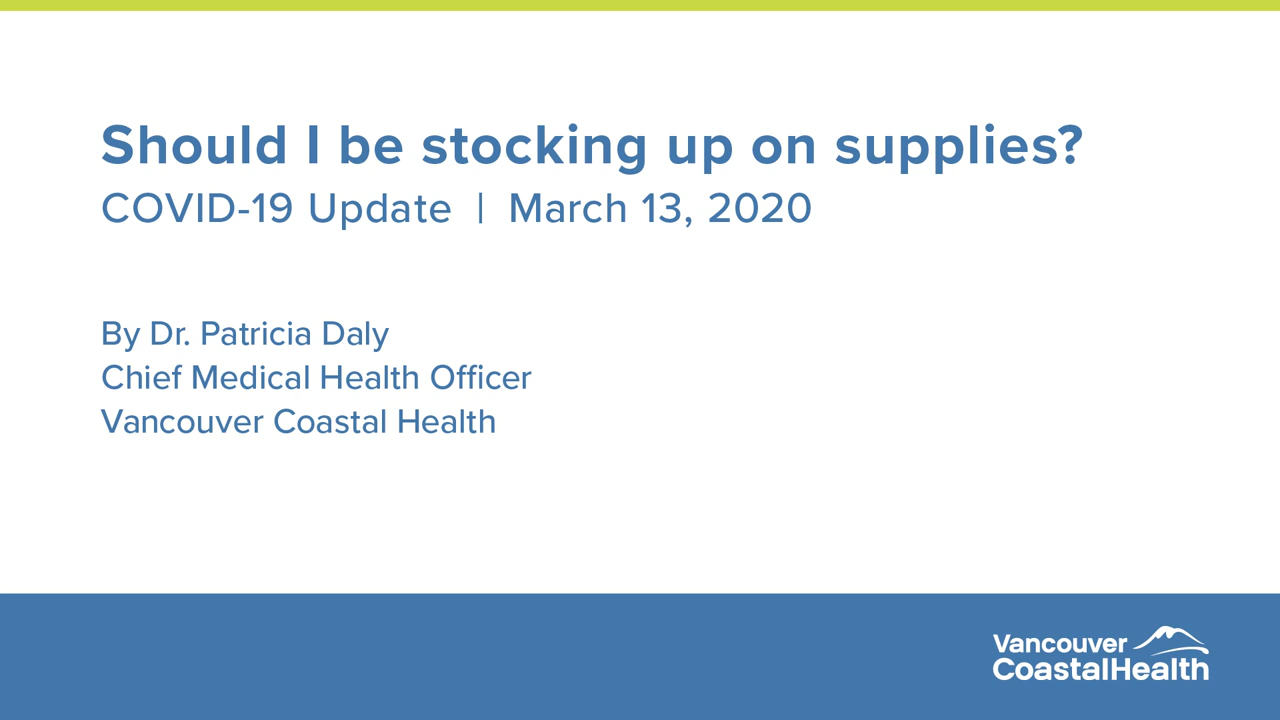 Should I be stocking up on supplies?
COVID-19 Update | March 13, 2020
By Dr. Patricia Daly
Chief Medical Health Officer
Vancouver Coastal Health
Vancouver
CoastalHealth